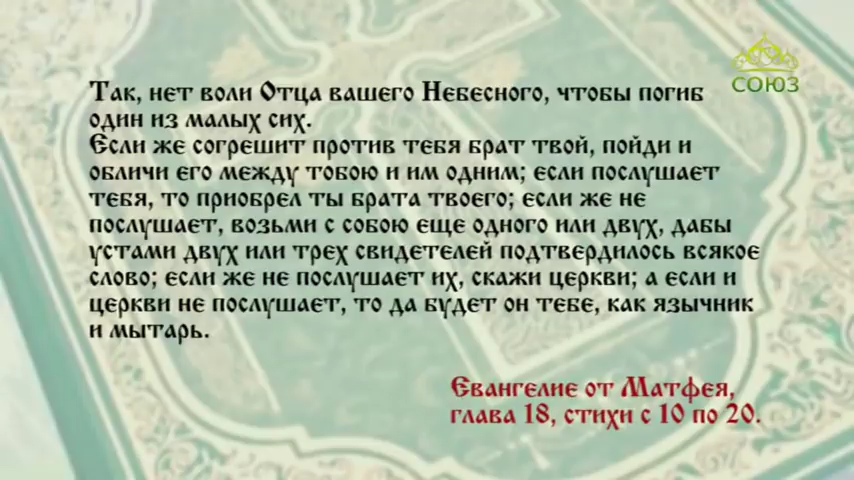 СОЮЗ
Так, нет воли Отца вашего Небесного, чтобы погиб
один из малых сих.
Если же согрешит против тебя брат твой, пойди и
обличи его между тобою и им одним; если послушает
тебя, то приобрел ты брата твоего; если же не
послушает, возьми с собою еще одного или двух, дабы
устами двух или трех свидетелей подтвердилось всякое
слово; если же не послушает их, скажи церкви; а если и
церкви не послушает, то да будет он тебе, как язычник
и мытарь.
Евангелие от Матфея,
глава 18, стихи с 10 по 20.